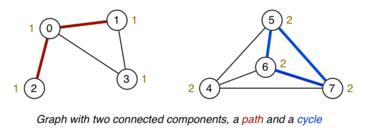 1 0 1 1 5 2
6 2
2 1 3 1 2 4 7 2
Graph with two connected components, a path and a cycle